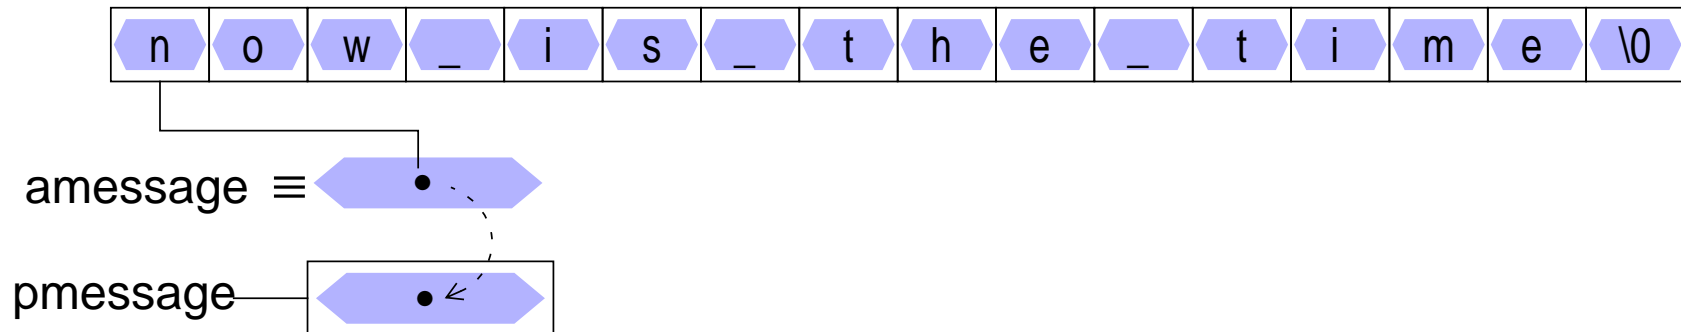 n o w _ i s _ t h e _ t i m e \0
amessage ≡
pmessage